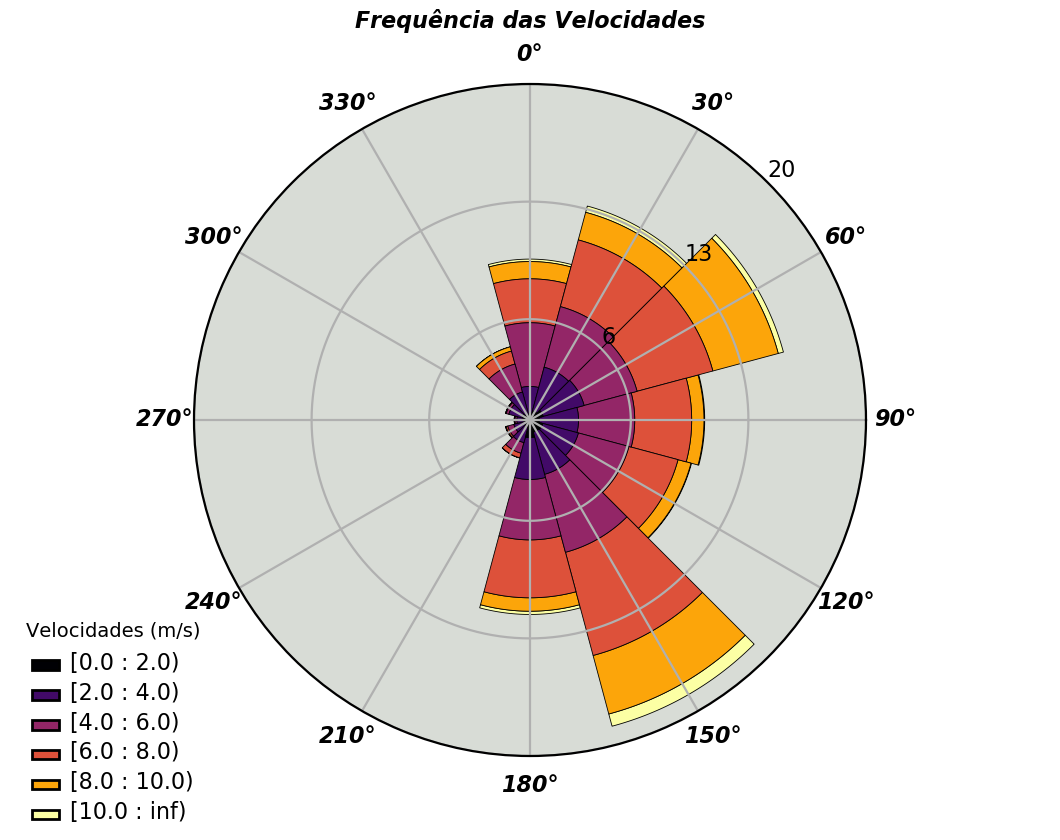 Frequência das Velocidades
0°
330°
30°
20
300°
60°
13
6
270°
90°
240°
120°
210°
150°
180°
Velocidades (m/s)
[0.0 : 2.0)
[2.0 : 4.0)
[4.0 : 6.0)
[6.0 : 8.0)
[8.0 : 10.0)
[10.0 : inf)